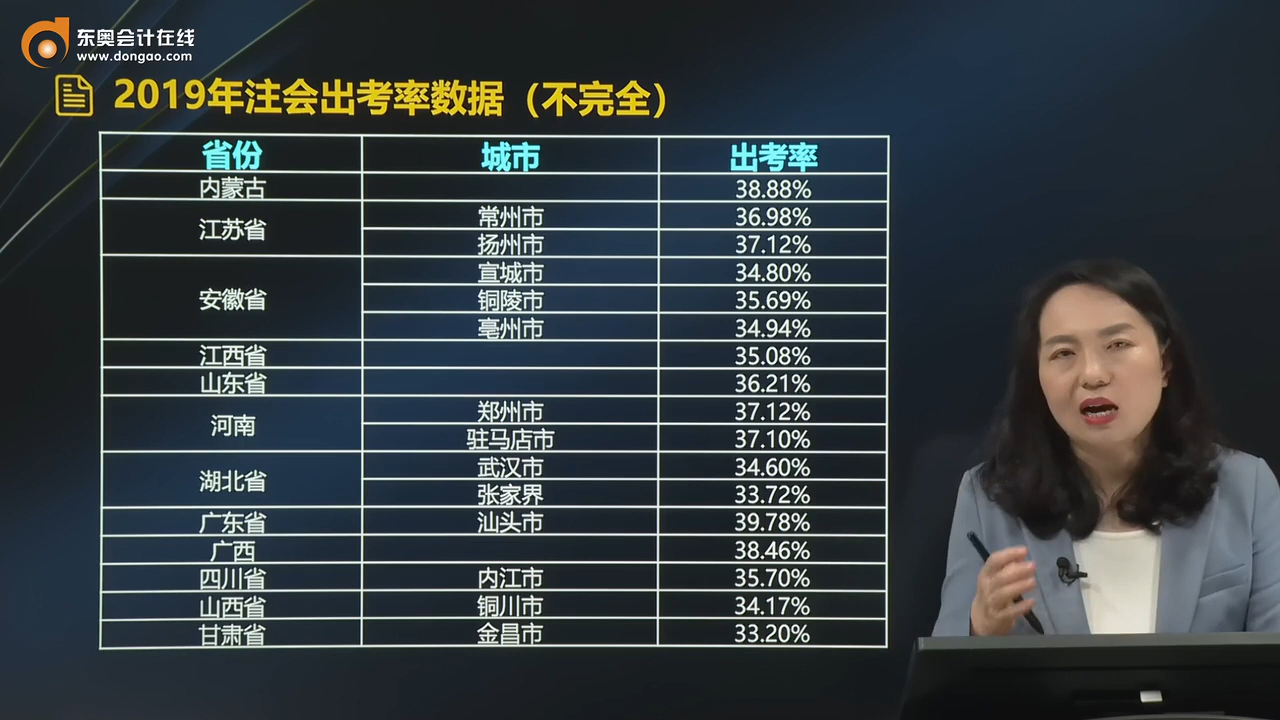 东奥会计在线
www.dongao.com
2019年注会出考率数据（不完全）
省份 城市 出考率
内蒙古 38.88%
江苏省 常州市 36.98%
扬州市 37.12%
安徽省 宣城市 34.80%
铜陵市 35.69%
亳州市 34.94%
江西省 35.08%
山东省 36.21%
河南 郑州市 37.12%
驻马店市 37.10%
湖北省 武汉市 34.60%
张家界 33.72%
广东省 汕头市 39.78%
广西 38.46%
四川省 内江市 35.70%
山西省 铜川市 34.17%
甘肃省 金昌市 33.20%